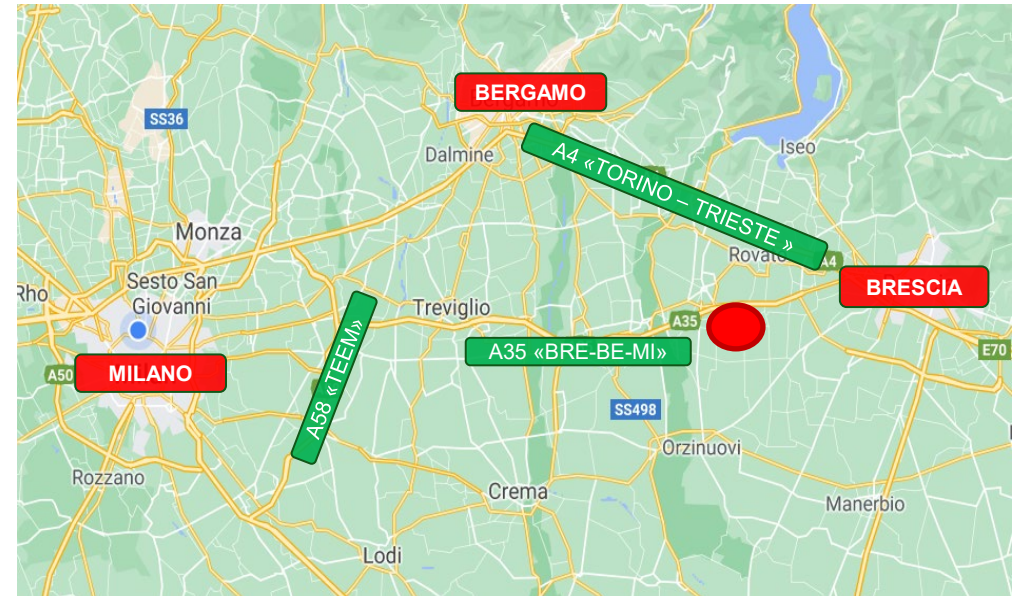 BERGAMO
SS36
Dalmine
Iseo
A4 «TORINO – TRIESTE »
Monza
Rovato
A4
Sesto San
Giovanni
Rho
BRESCIA
Treviglio
A35
A58 «TEEM»
A35 «BRE-BE-MI»
E70
MILANO
A50
SS498
Orzinuovi
Rozzano
Crema
Manerbio
Lodi